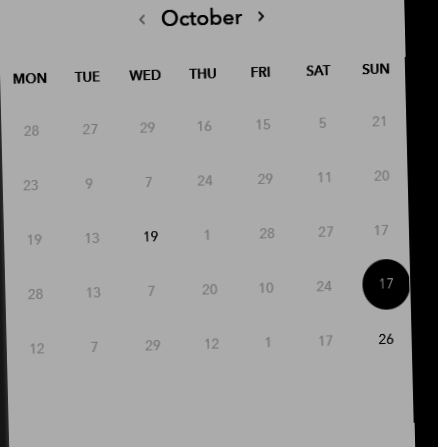 ‹ October ›
MON TUE WED THU FRI SAT SUN
28 27 29 16 15 5 21
23 9 7 24 29 11 20
19 13 19 1 28 27 17
28 13 7 20 10 24 17
12 7 29 12 1 17 26